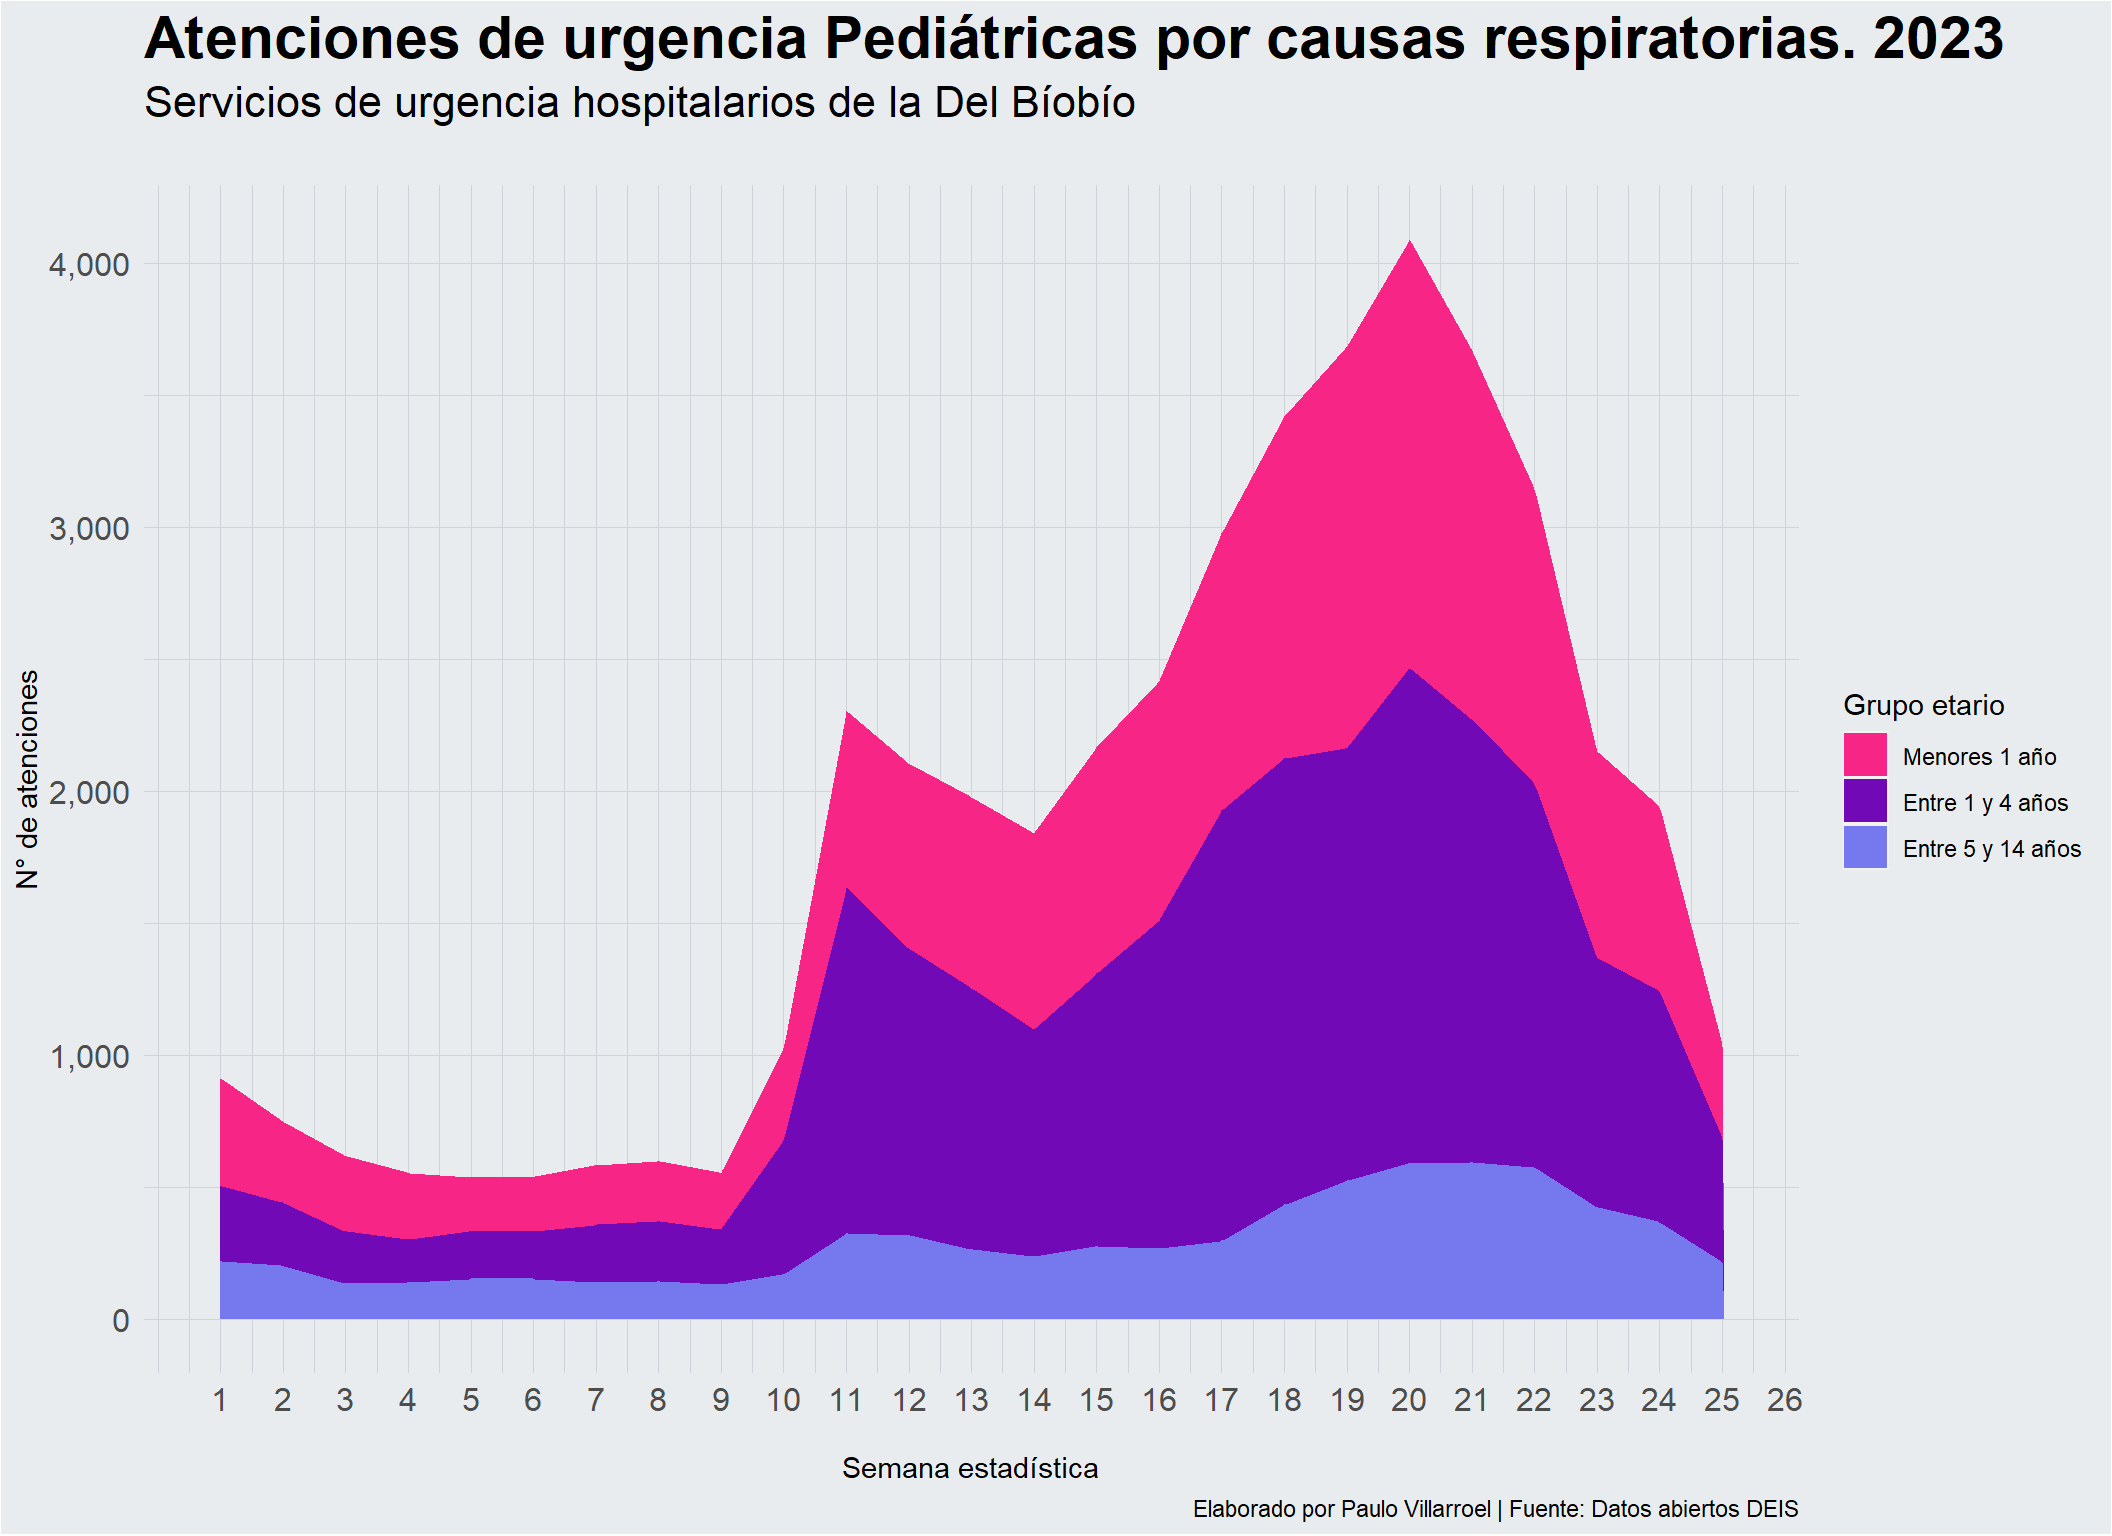 Atenciones de urgencia Pediátricas por causas respiratorias. 2023
Servicios de urgencia hospitalarios de la Del Bíobío
4,000
3,000
2,000
1,000
0
N° de atenciones
1 2 3 4 5 6 7 8 9 10 11 12 13 14 15 16 17 18 19 20 21 22 23 24 25 26
Semana estadística
Grupo etario
Menores 1 año
Entre 1 y 4 años
Entre 5 y 14 años
Elaborado por Paulo Villarroel | Fuente: Datos abiertos DEIS